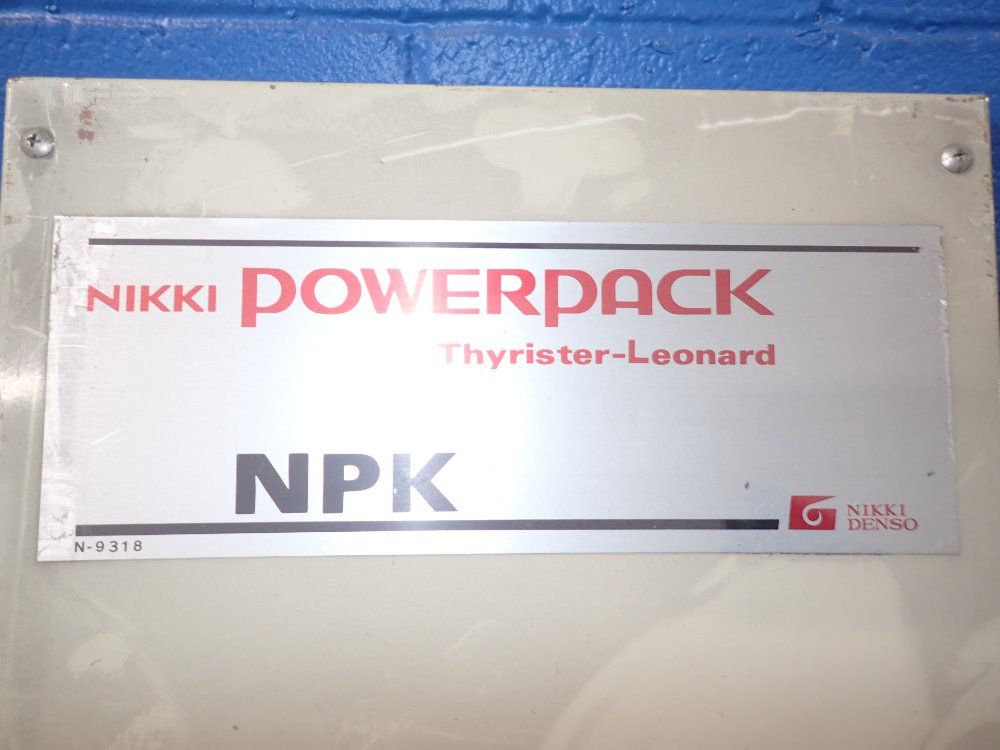 NIKKI POWERPACK
Thyrister-Leonard
NPK
N-9318
NIKKI
DENSO